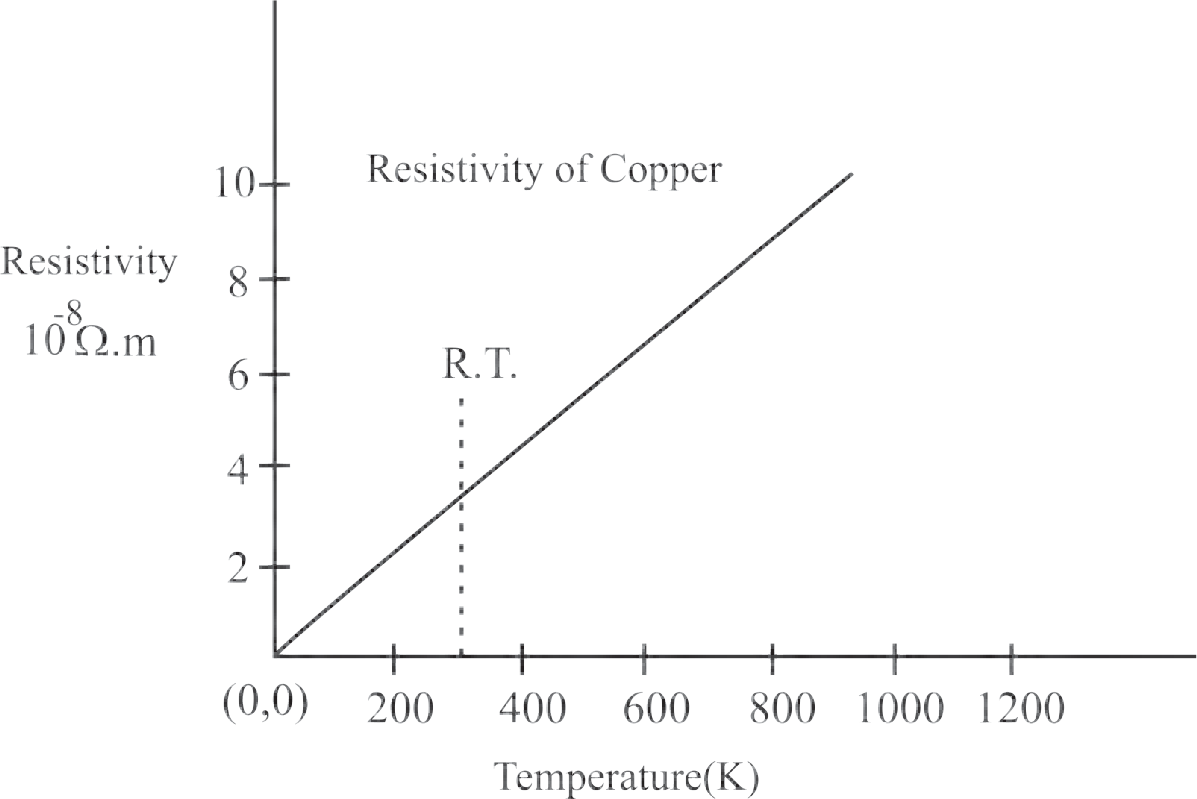 Resistivity of Copper
10
Resistivity
10⁻⁸Ω.m
8
6
R.T.
4
2
(0,0) 200 400 600 800 1000 1200
Temperature(K)